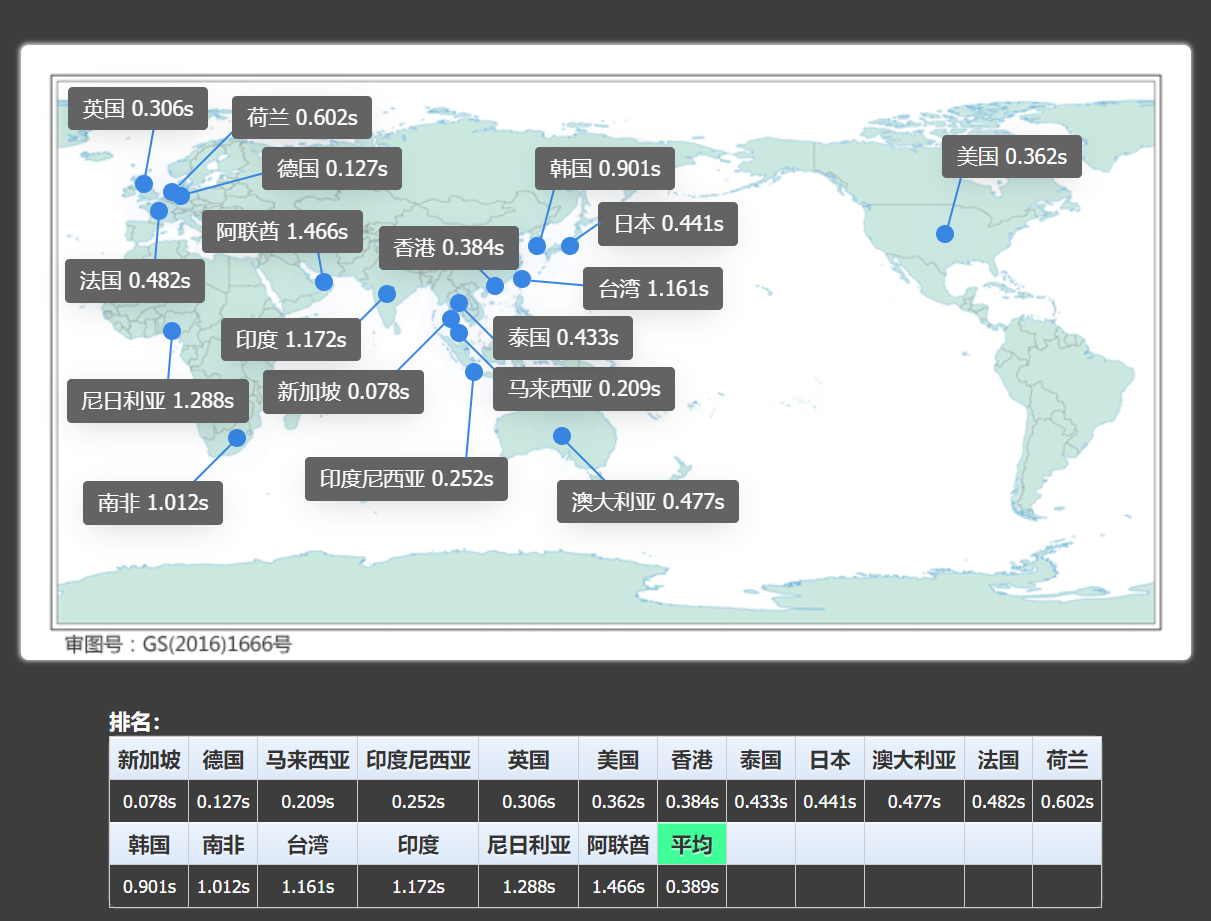 英国 0.306s
荷兰 0.602s
美国 0.362s
德国 0.127s
韩国 0.901s
日本 0.441s
阿联酋 1.466s
香港 0.384s
法国 0.482s
台湾 1.161s
印度 1.172s
泰国 0.433s
新加坡 0.078s
马来西亚 0.209s
尼日利亚 1.288s
印度尼西亚 0.252s
南非 1.012s
澳大利亚 0.477s
审图号：GS(2016)1666号
排名:
新加坡 德国 马来西亚 印度尼西亚 英国 美国 香港 泰国 日本 澳大利亚 法国 荷兰
0.078s 0.127s 0.209s 0.252s 0.306s 0.362s 0.384s 0.433s 0.441s 0.477s 0.482s 0.602s
韩国 南非 台湾 印度 尼日利亚 阿联酋 平均
0.901s 1.012s 1.161s 1.172s 1.288s 1.466s 0.389s